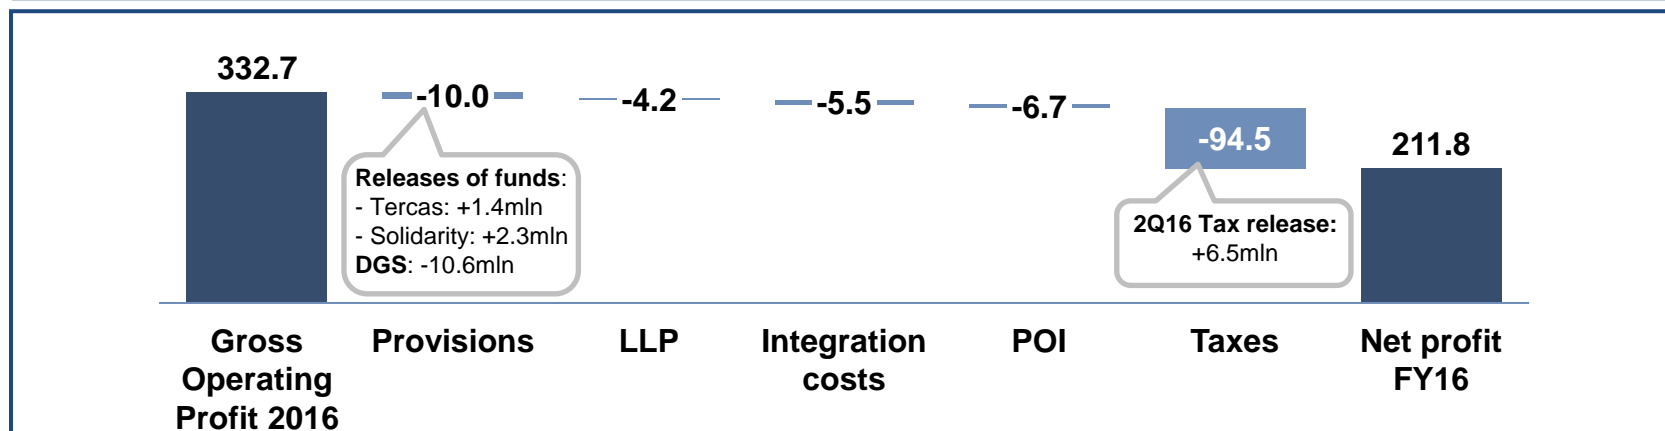 332.7
-10.0
-4.2
-5.5
-6.7
-94.5
211.8
Releases of funds:
- Tercas: +1.4mln
- Solidarity: +2.3mln
DGS: -10.6mln
2Q16 Tax release:
+6.5mln
Gross
Operating
Profit 2016
Provisions
LLP
Integration
costs
POI
Taxes
Net profit
FY16